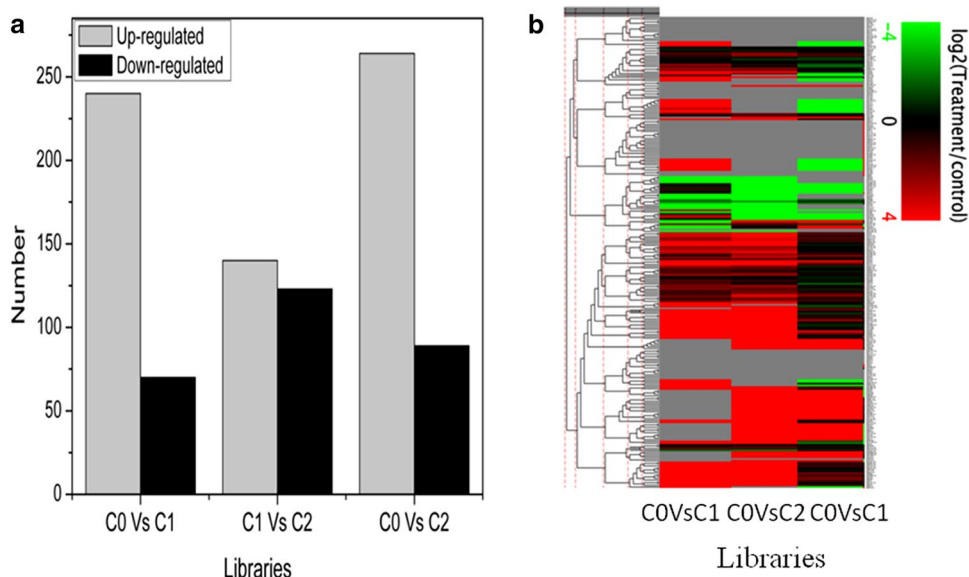 a
Up-regulated
Down-regulated
250
200
150
100
50
0
Number
C0 Vs C1
C1 Vs C2
C0 Vs C2
Libraries
b
-4
0
4
log2(Treatment/control)
C0VsC1 C0VsC2 C0VsC1
Libraries